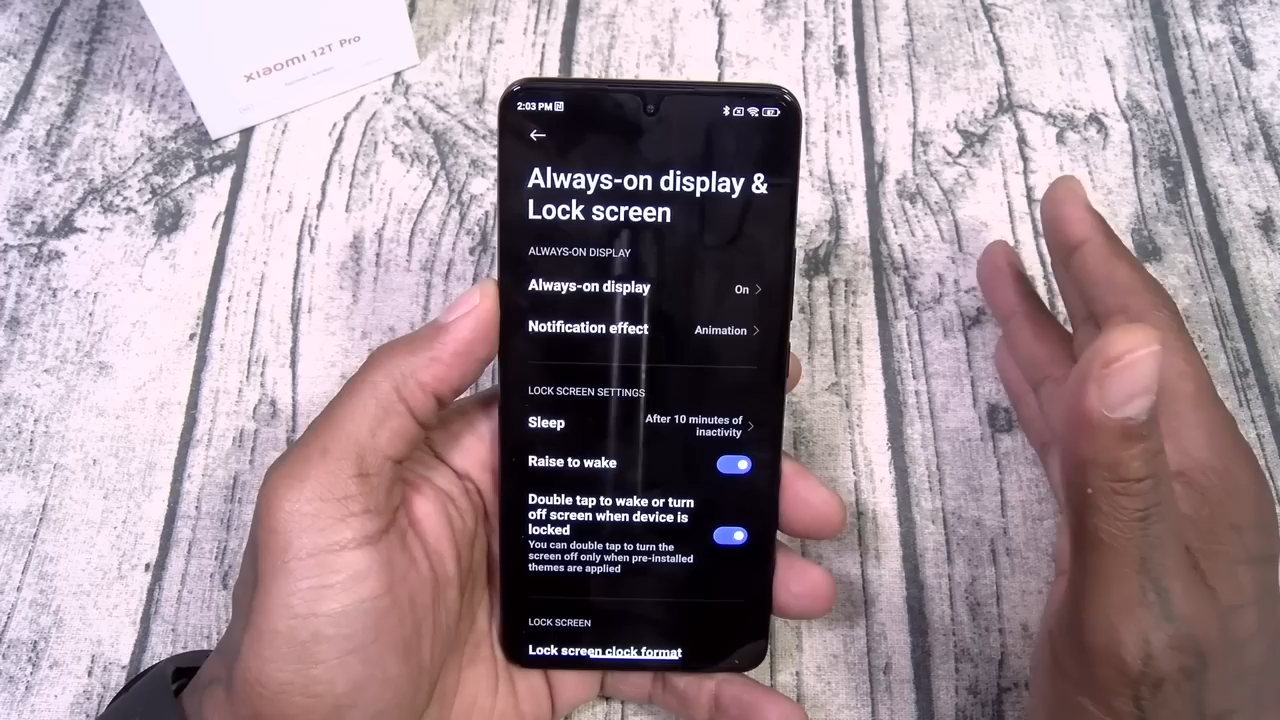 xiaomi 12T Pro
2:03 PM
67
Always-on display &
Lock screen
ALWAYS-ON DISPLAY
Always-on display On
Notification effect Animation
LOCK SCREEN SETTINGS
Sleep After 10 minutes of
inactivity
Raise to wake
Double tap to wake or turn
off screen when device is
locked
You can double tap to turn the
screen off only when pre-installed
themes are applied
LOCK SCREEN
Lock screen clock format